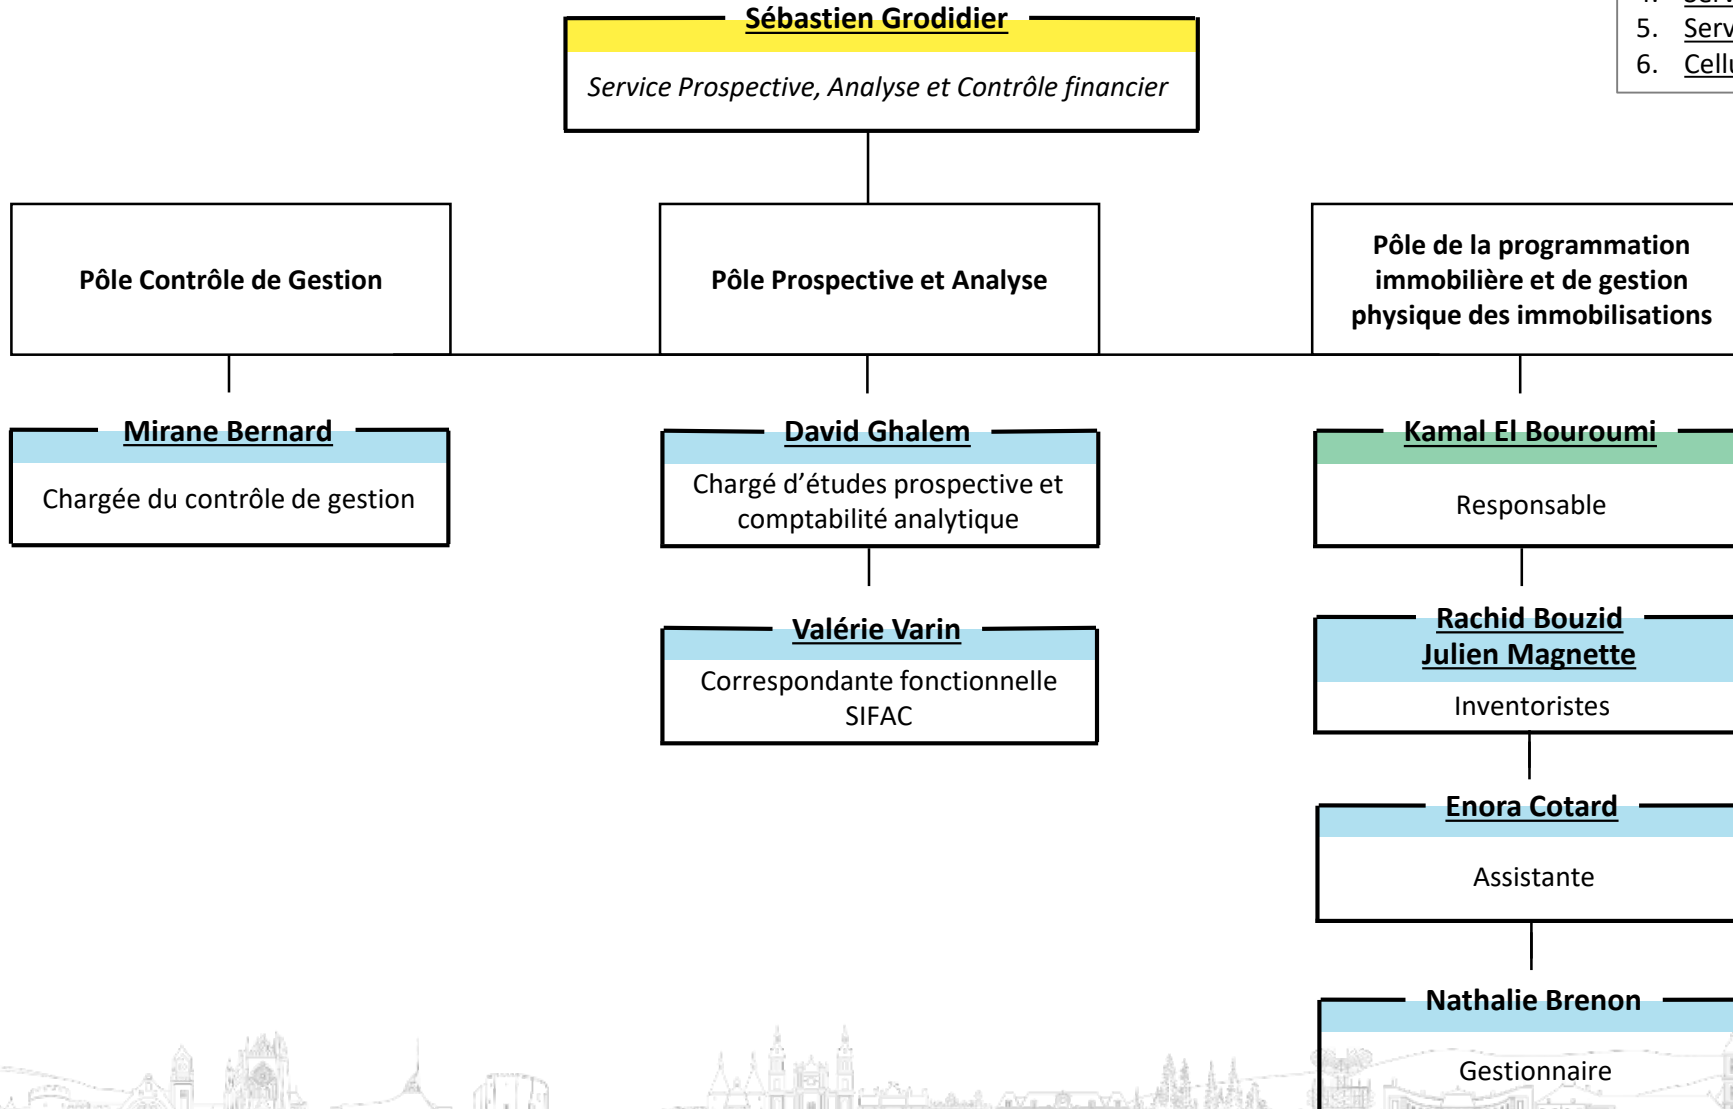 Sébastien Grodidier
Service Prospective, Analyse et Contrôle financier
5. Serv
6. Cellu
Pôle Contrôle de Gestion
Pôle Prospective et Analyse
Pôle de la programmation
immobilière et de gestion
physique des immobilisations
Mirane Bernard
Chargée du contrôle de gestion
David Ghalem
Chargé d’études prospective et
comptabilité analytique
Valérie Varin
Correspondante fonctionnelle
SIFAC
Kamal El Bouroumi
Responsable
Rachid Bouzid
Julien Magnette
Inventoristes
Enora Cotard
Assistante
Nathalie Brenon
Gestionnaire